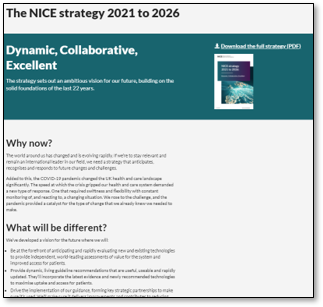 The NICE strategy 2021 to 2026
Dynamic, Collaborative,
Excellent
The strategy sets out an ambitious vision for our future, building on the
solid foundations of the last 22 years.
Download the full strategy (PDF)
Why now?
The world around us has changed and is evolving rapidly. If we're to stay relevant and
remain an international leader in our field, we need a strategy that anticipates,
recognises and responds to future changes and challenges.
Added to this, the COVID-19 pandemic changed the UK health and care landscape
significantly. The speed at which the crisis gripped our health and care system demanded
a new type of response. One that required swiftness and flexibility with constant
monitoring of, and reacting to, a changing situation. We rose to the challenge, and the
pandemic provided a catalyst for the type of change that we already knew we needed to
make.
What will be different?
We've developed a vision for the future where we will:
Be at the forefront of anticipating and rapidly evaluating new and existing technologies
to provide independent, world-leading assessments of value for the system and
improved access for patients.
Provide dynamic, living guideline recommendations that are useful, useable and rapidly
updated. They'll incorporate the latest evidence and newly recommended technologies to
maximise uptake and access for patients.
Drive the implementation of our guidance, forming key strategic partnerships to make